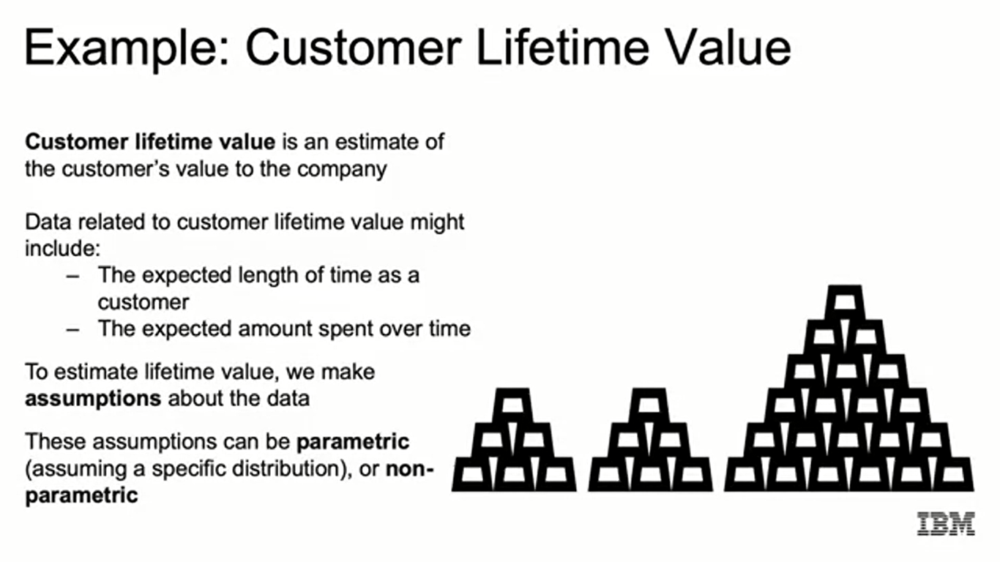 Example: Customer Lifetime Value
Customer lifetime value is an estimate of
the customer’s value to the company
Data related to customer lifetime value might
include:
– The expected length of time as a
customer
– The expected amount spent over time
To estimate lifetime value, we make
assumptions about the data
These assumptions can be parametric
(assuming a specific distribution), or non-
parametric
IBM